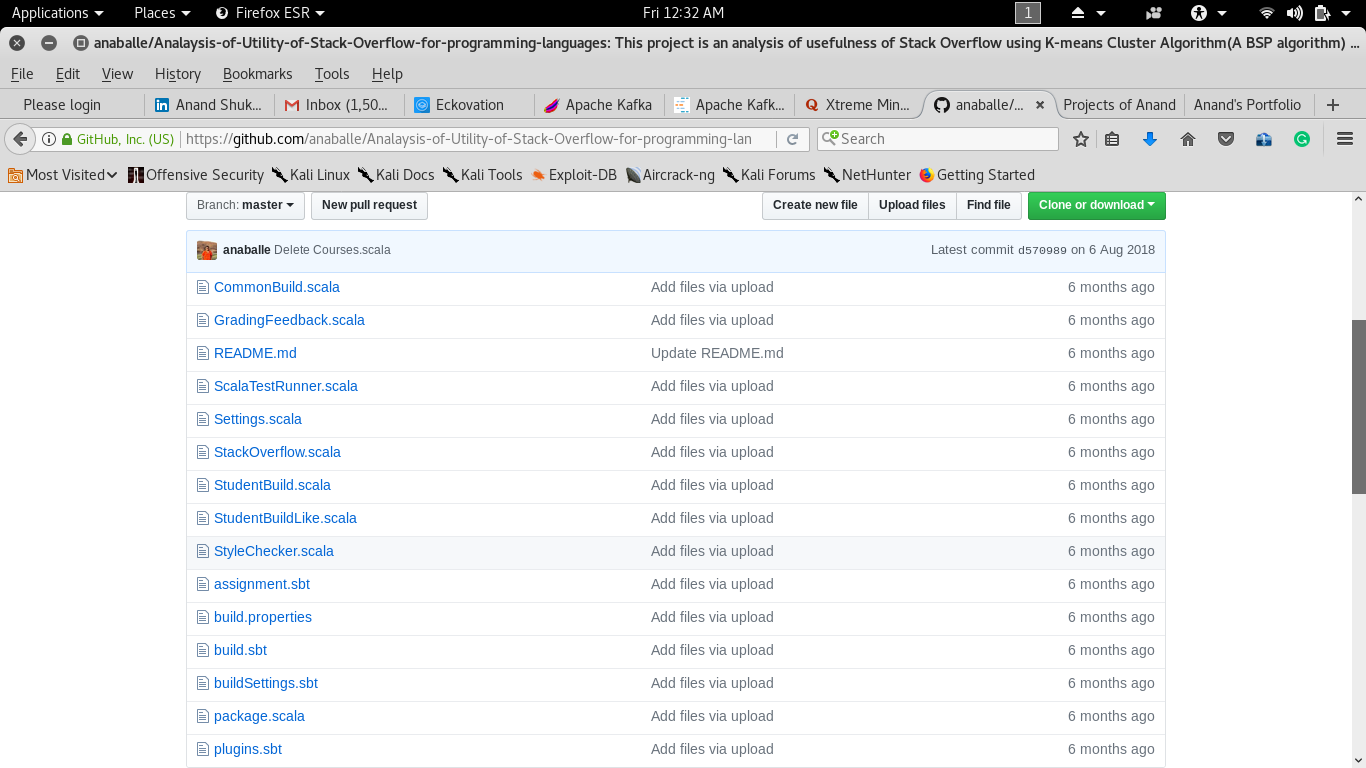 Applications Places Firefox ESR Fri 12:32 AM 1
anaballe/Analaysis-of-Utility-of-Stack-Overflow-for-programming-languages: This project is an analysis of usefulness of Stack Overflow using K-means Cluster Algorithm(A BSP algorithm) ...
File Edit View History Bookmarks Tools Help
Please login Anand Shuk... Inbox (1,50... Eckovation Apache Kafka Apache Kafk... Xtreme Min... anaballe/... Projects of Anand Anand's Portfolio
GitHub, Inc. (US) https://github.com/anaballe/Analaysis-of-Utility-of-Stack-Overflow-for-programming-lan Search
Most Visited Offensive Security Kali Linux Kali Docs Kali Tools Exploit-DB Aircrack-ng Kali Forums NetHunter Getting Started
Branch: master New pull request Create new file Upload files Find file Clone or download
anaballe Delete Courses.scala Latest commit d570989 on 6 Aug 2018
CommonBuild.scala Add files via upload 6 months ago
GradingFeedback.scala Add files via upload 6 months ago
README.md Update README.md 6 months ago
ScalaTestRunner.scala Add files via upload 6 months ago
Settings.scala Add files via upload 6 months ago
StackOverflow.scala Add files via upload 6 months ago
StudentBuild.scala Add files via upload 6 months ago
StudentBuildLike.scala Add files via upload 6 months ago
StyleChecker.scala Add files via upload 6 months ago
assignment.sbt Add files via upload 6 months ago
build.properties Add files via upload 6 months ago
build.sbt Add files via upload 6 months ago
buildSettings.sbt Add files via upload 6 months ago
package.scala Add files via upload 6 months ago
plugins.sbt Add files via upload 6 months ago